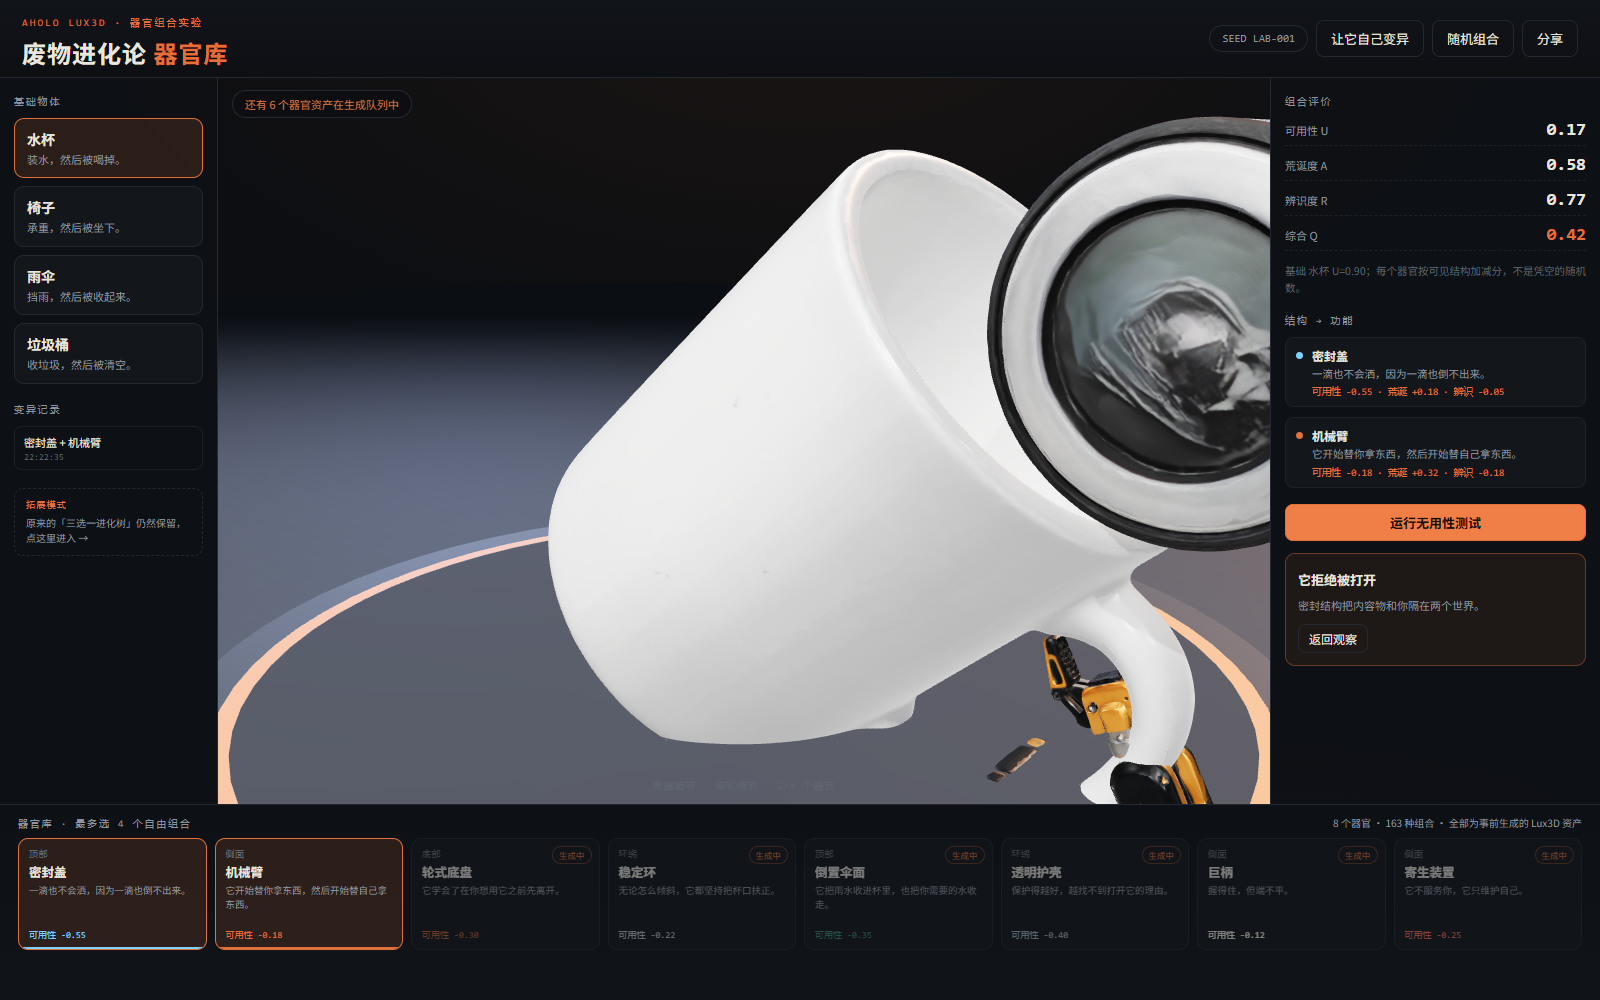 AHOLO LUX3D · 器官组合实验
废物进化论 器官库
SEED LAB-001
让它自己变异
随机组合
分享
基础物体
水杯
装水，然后被喝掉。
椅子
承重，然后被坐下。
雨伞
挡雨，然后被收起来。
垃圾桶
收垃圾，然后被清空。
变异记录
密封盖 + 机械臂
22:22:35
拓展模式
原来的「三选一进化树」仍然保留，
点这里进入 →
还有 6 个器官资产在生成队列中
组合评价
可用性 U
0.17
荒诞度 A
0.58
辨识度 R
0.77
综合 Q
0.42
基础 水杯 U=0.90；每个器官按可见结构加减分，不是凭空的随机
数。
结构 → 功能
密封盖
一滴也不会洒，因为一滴也倒不出来。
可用性 -0.55 · 荒诞 +0.18 · 辨识 -0.05
机械臂
它开始替你拿东西，然后开始替自己拿东西。
可用性 -0.18 · 荒诞 +0.32 · 辨识 -0.18
运行无用性测试
它拒绝被打开
密封结构把内容物和你隔在两个世界。
返回观察
器官库 · 最多选 4 个自由组合
8 个器官 · 163 种组合 · 全部为事前生成的 Lux3D 资产
顶部
密封盖
一滴也不会洒，因为一滴也倒不出来。
可用性 -0.55
侧面
机械臂
它开始替你拿东西，然后开始替自己拿
东西。
可用性 -0.18
底部
生成中
轮式底盘
它学会了在你想用它之前先离开。
可用性 -0.30
环绕
生成中
稳定环
无论怎么倾斜，它都坚持把杯口扶正。
可用性 -0.22
顶部
生成中
倒置伞面
它把雨水收进杯里，也把你需要的水收
走。
可用性 -0.35
环绕
生成中
透明护壳
保护得越好，越找不到打开它的理由。
可用性 -0.40
侧面
生成中
巨柄
握得住，但端不平。
可用性 -0.12
侧面
生成中
寄生装置
它不服务你，它只维护自己。
可用性 -0.25